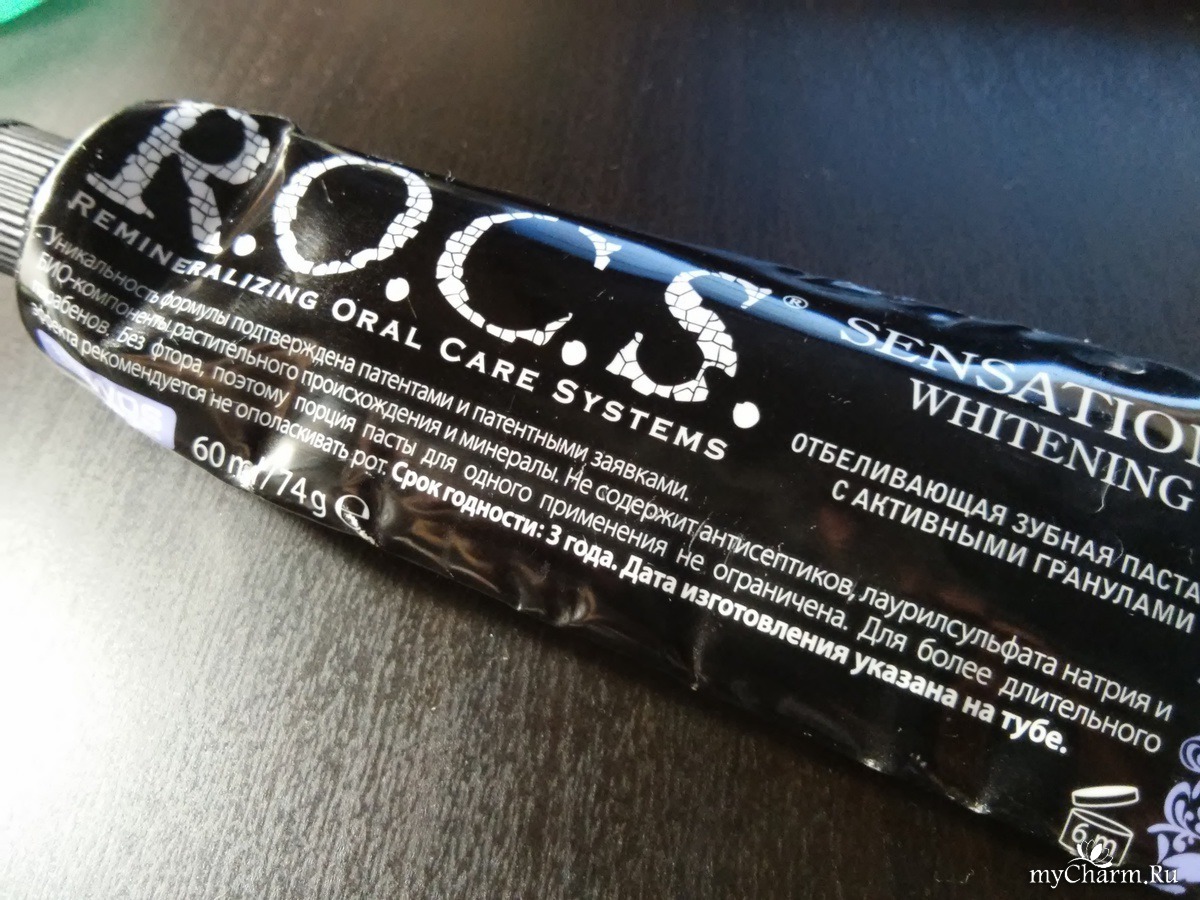 R.O.C.S.®
REMINERALIZING ORAL CARE SYSTEMS
SENSATION
WHITENING
ОТБЕЛИВАЮЩАЯ ЗУБНАЯ ПАСТА
С АКТИВНЫМИ ГРАНУЛАМИ
Уникальность формулы подтверждена патентами и патентными заявками.
БИО-компоненты растительного происхождения и минералы. Не содержит антисептиков, лаурилсульфата натрия и
парабенов. Без фтора, поэтому порция пасты для одного применения не ограничена. Для более длительного
эффекта рекомендуется не ополаскивать рот. Срок годности: 3 года. Дата изготовления указана на тубе.
60 ml/74 g e
6 m
myCharm.Ru